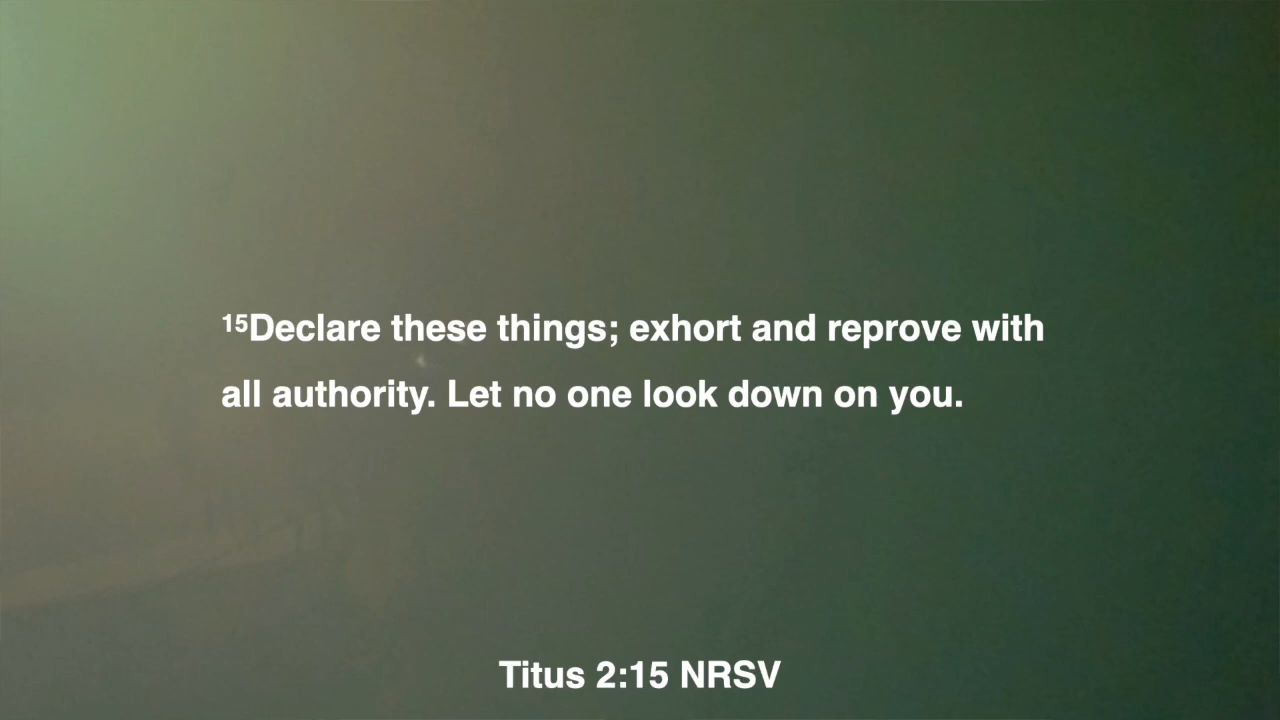 ¹⁵Declare these things; exhort and reprove with
all authority. Let no one look down on you.
Titus 2:15 NRSV